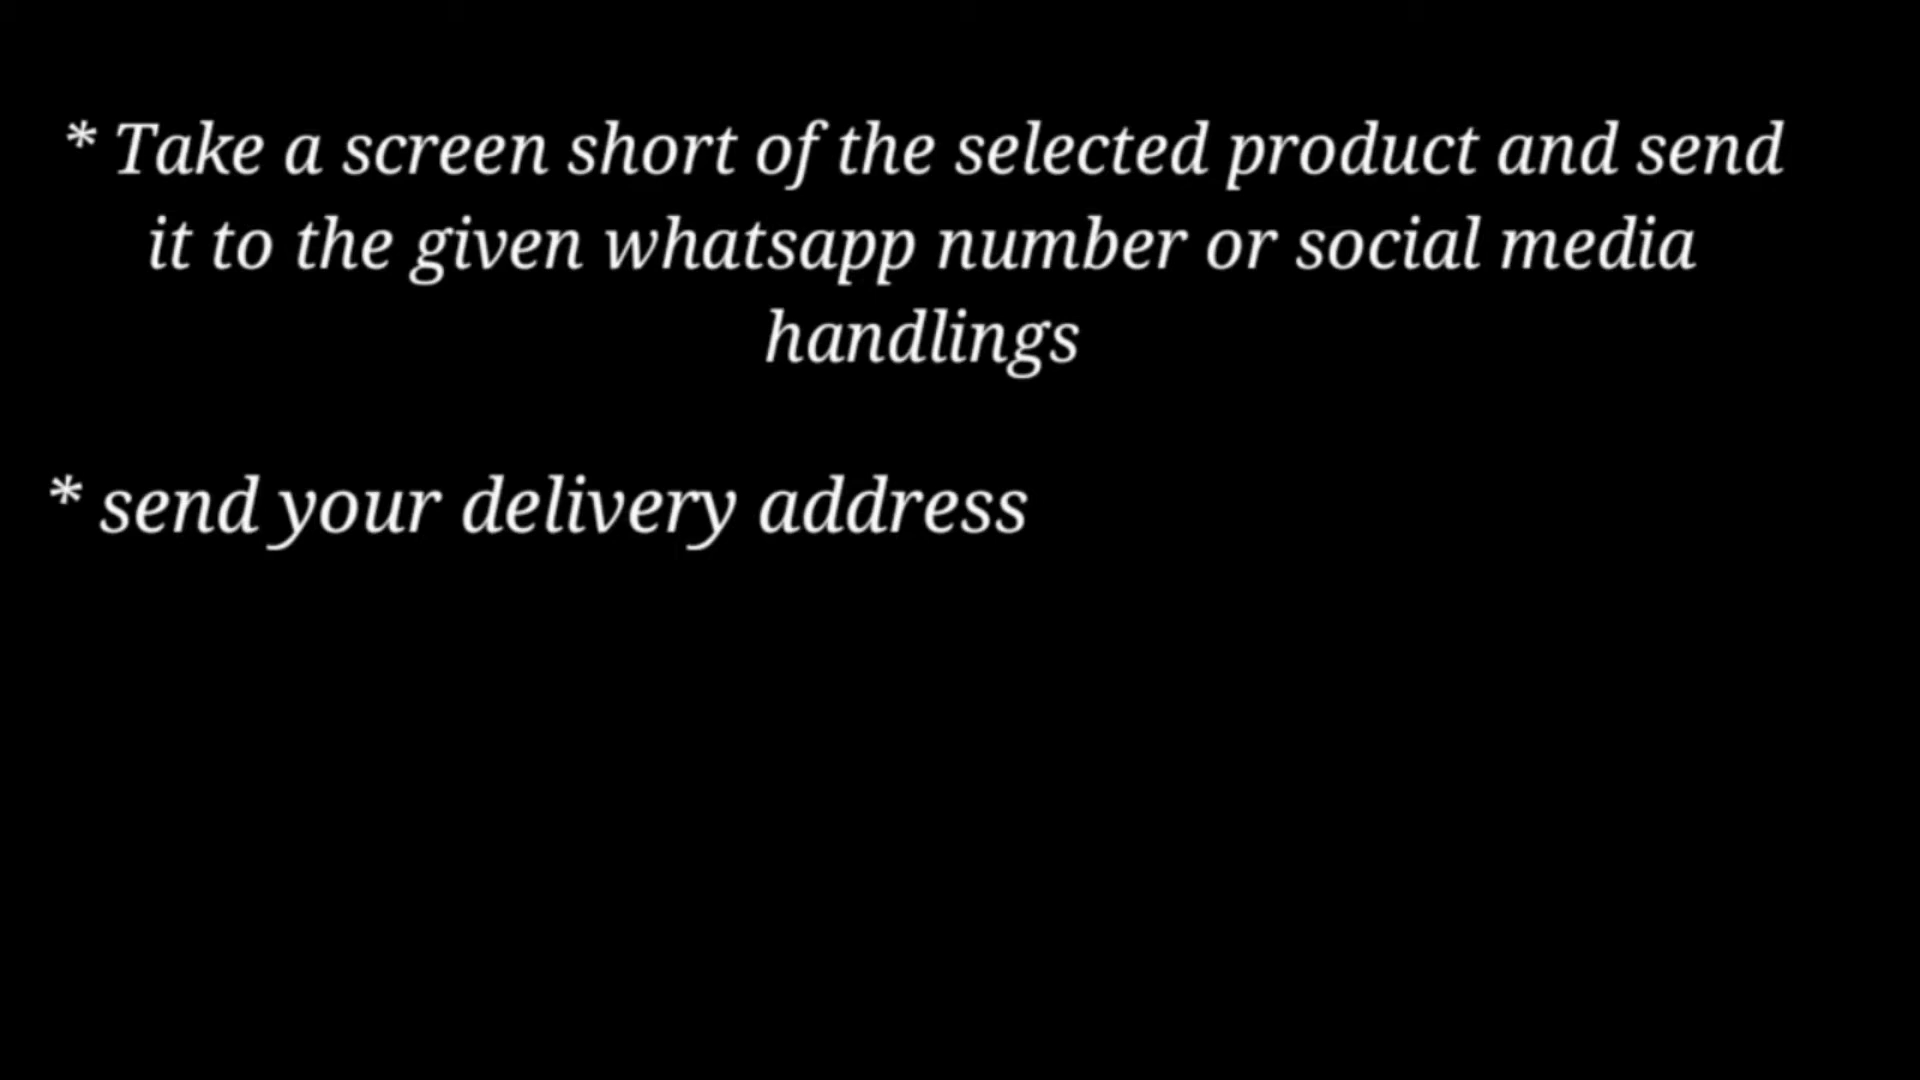 * Take a screen short of the selected product and send
it to the given whatsapp number or social media
handlings
* send your delivery address